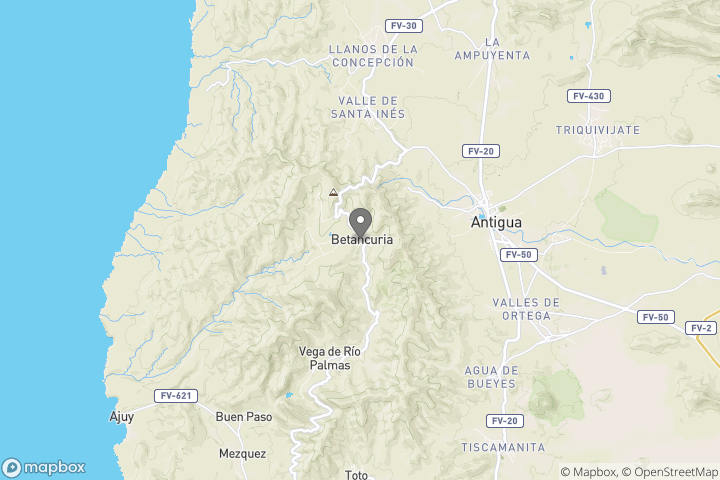 FV-30
LLANOS DE LA
CONCEPCIÓN
LA
AMPUYENTA
VALLE DE
SANTA INÉS
FV-430
TRIQUIVIJATE
FV-20
Antigua
Betancuria
FV-50
VALLES DE
ORTEGA
FV-50
FV-2
Vega de Río
Palmas
AGUA DE
BUEYES
FV-621
Ajuy
Buen Paso
FV-20
Mezquez
TISCAMANITA
Toto
mapbox
© Mapbox, © OpenStreetMap